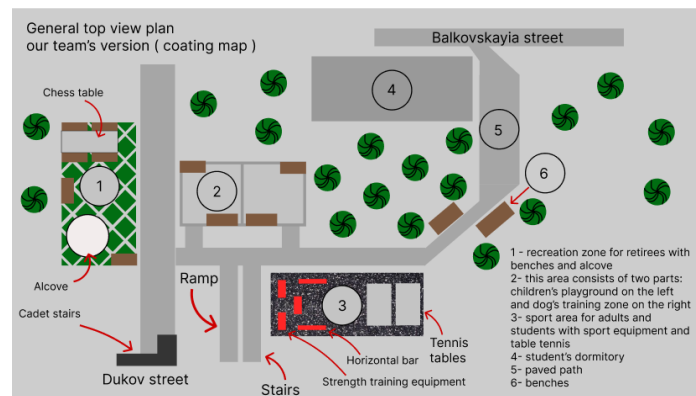 General top view plan
our team's version ( coating map )
Balkovskayia street
Chess table
4
5
6
1
2
3
Alcove
Ramp
Cadet stairs
Dukov street
Stairs
Horizontal bar
Strength training equipment
Tennis
tables
1 - recreation zone for retirees with
benches and alcove
2- this area consists of two parts:
children's playground on the left
and dog's training zone on the right
3- sport area for adults and
students with sport equipment and
table tennis
4- student's dormitory
5- paved path
6- benches